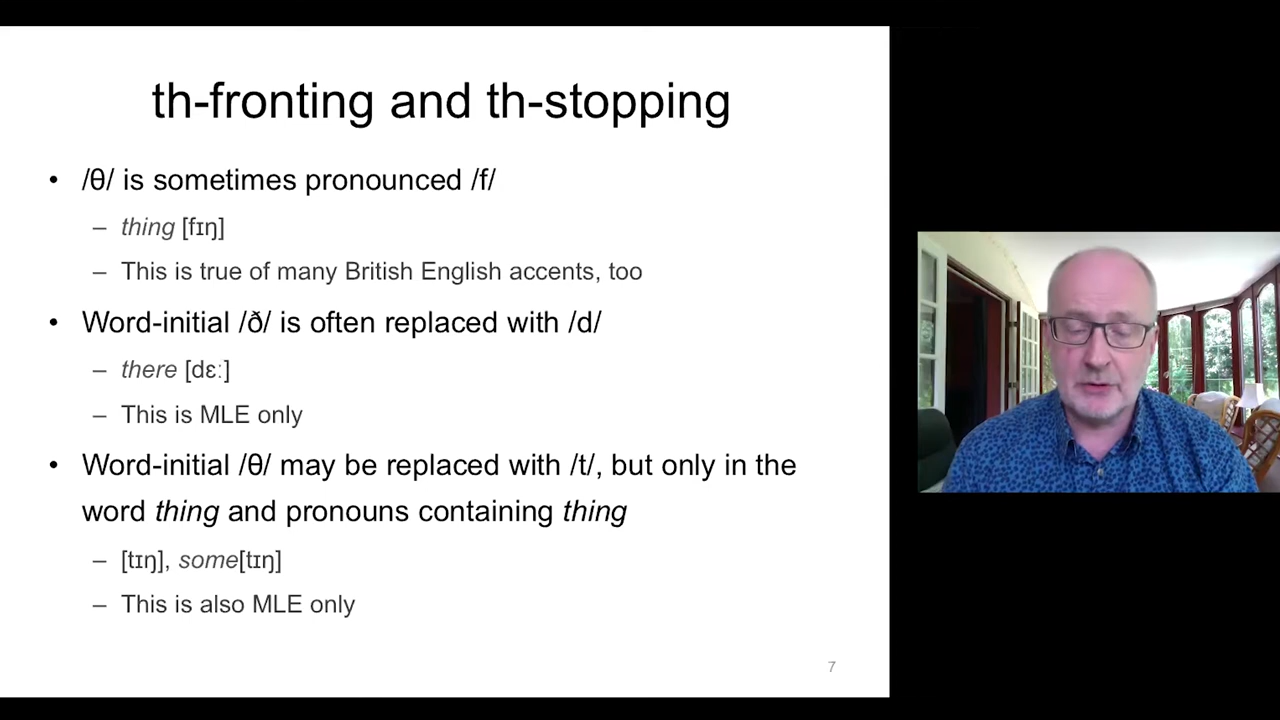 th-fronting and th-stopping
• /θ/ is sometimes pronounced /f/
– thing [fɪŋ]
– This is true of many British English accents, too
• Word-initial /ð/ is often replaced with /d/
– there [dɛː]
– This is MLE only
• Word-initial /θ/ may be replaced with /t/, but only in the
word thing and pronouns containing thing
– [tɪŋ], some[tɪŋ]
– This is also MLE only
7